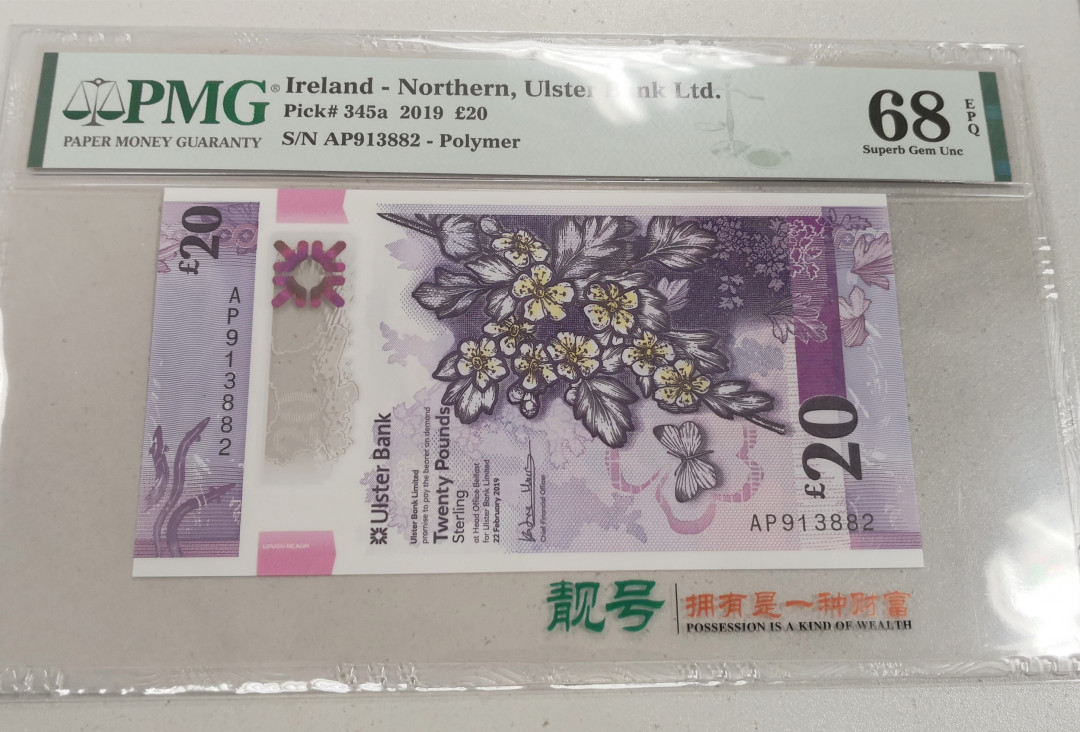 PMG®
PAPER MONEY GUARANTY
Ireland - Northern, Ulster Bank Ltd.
Pick# 345a 2019 £20
S/N AP913882 - Polymer
68
EPQ
Superb Gem Unc
£20
AP913882
Ulster Bank
Ulster Bank Limited
promise to pay the bearer on demand
Twenty Pounds
Sterling
at Head Office Belfast
for Ulster Bank Limited
22 February 2019
Chief Financial Officer
£20
AP913882
LOUGH NEAGH
靓号
拥有是一种财富
POSSESSION IS A KIND OF WEALTH